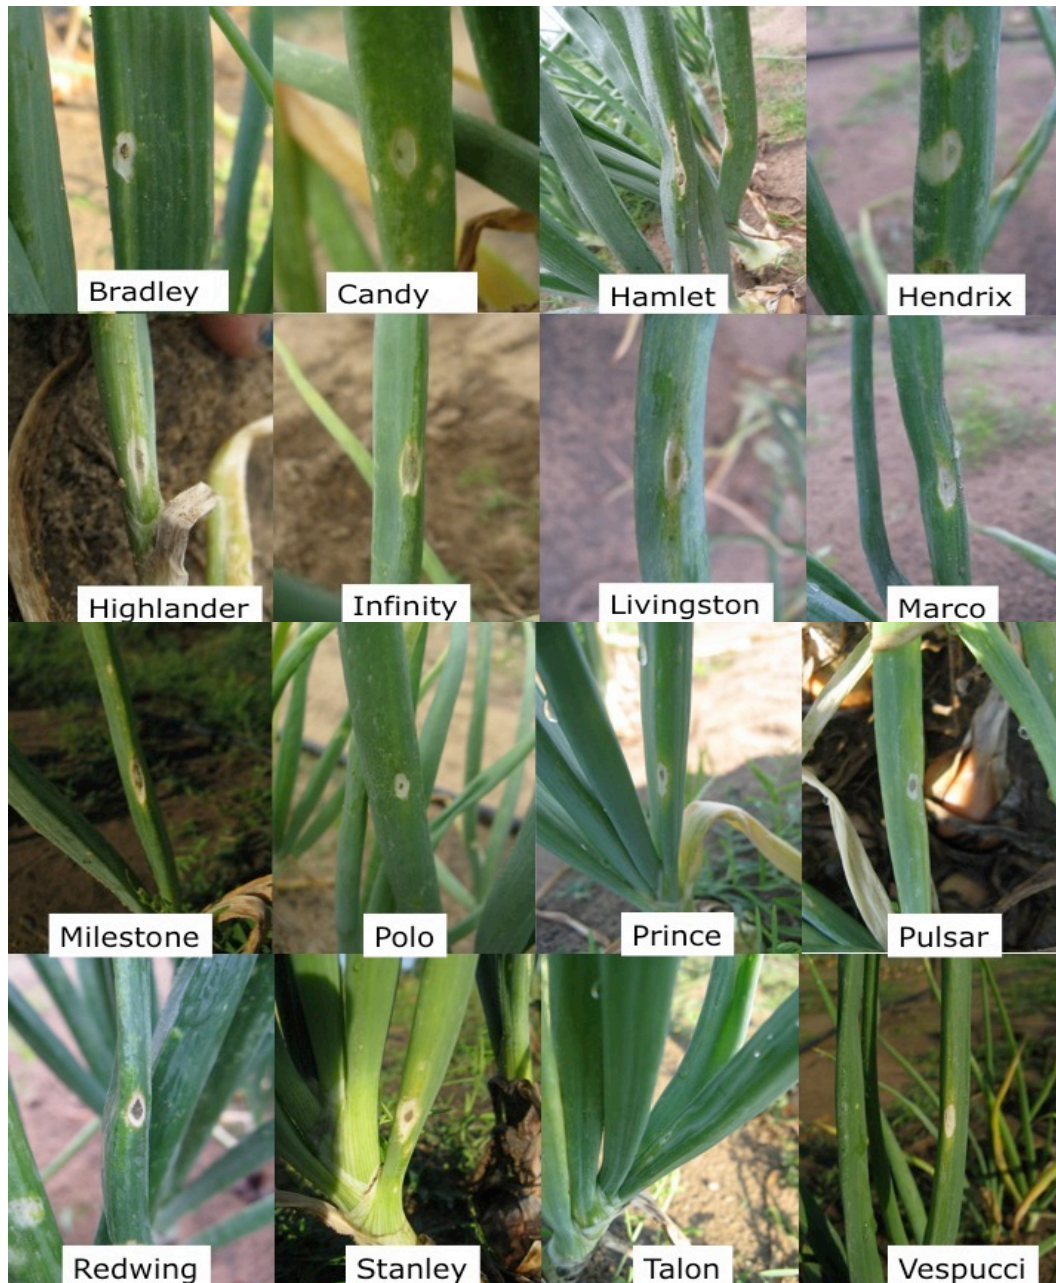 Bradley
Candy
Hamlet
Hendrix
Highlander
Infinity
Livingston
Marco
Milestone
Polo
Prince
Pulsar
Redwing
Stanley
Talon
Vespucci